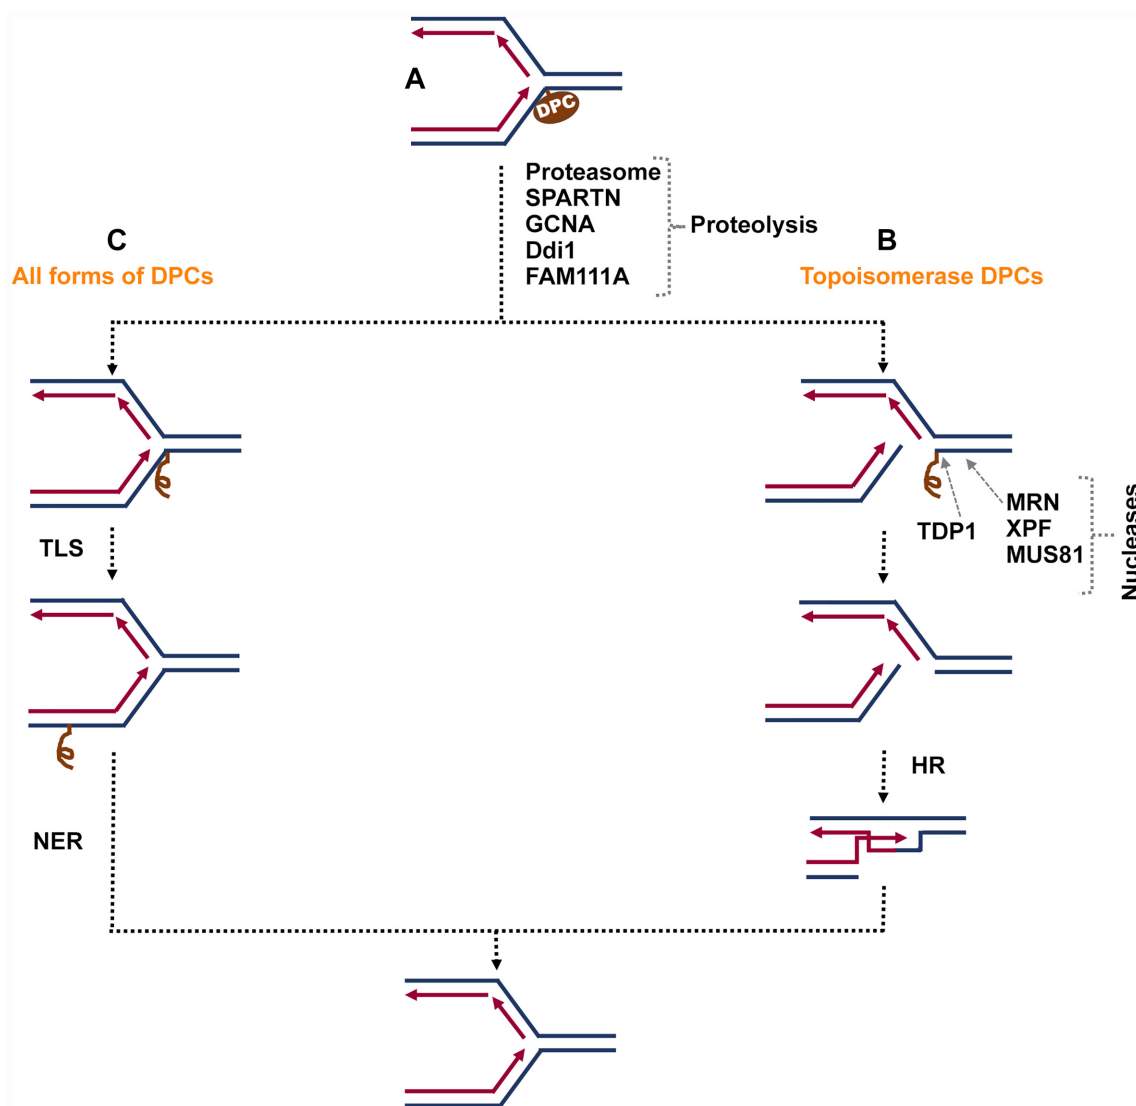 A
DPC
Proteasome
SPARTN
GCNA
Ddi1
FAM111A
Proteolysis
C
All forms of DPCs
B
Topoisomerase DPCs
TLS
TDP1
MRN
XPF
MUS81
Nucleases
NER
HR